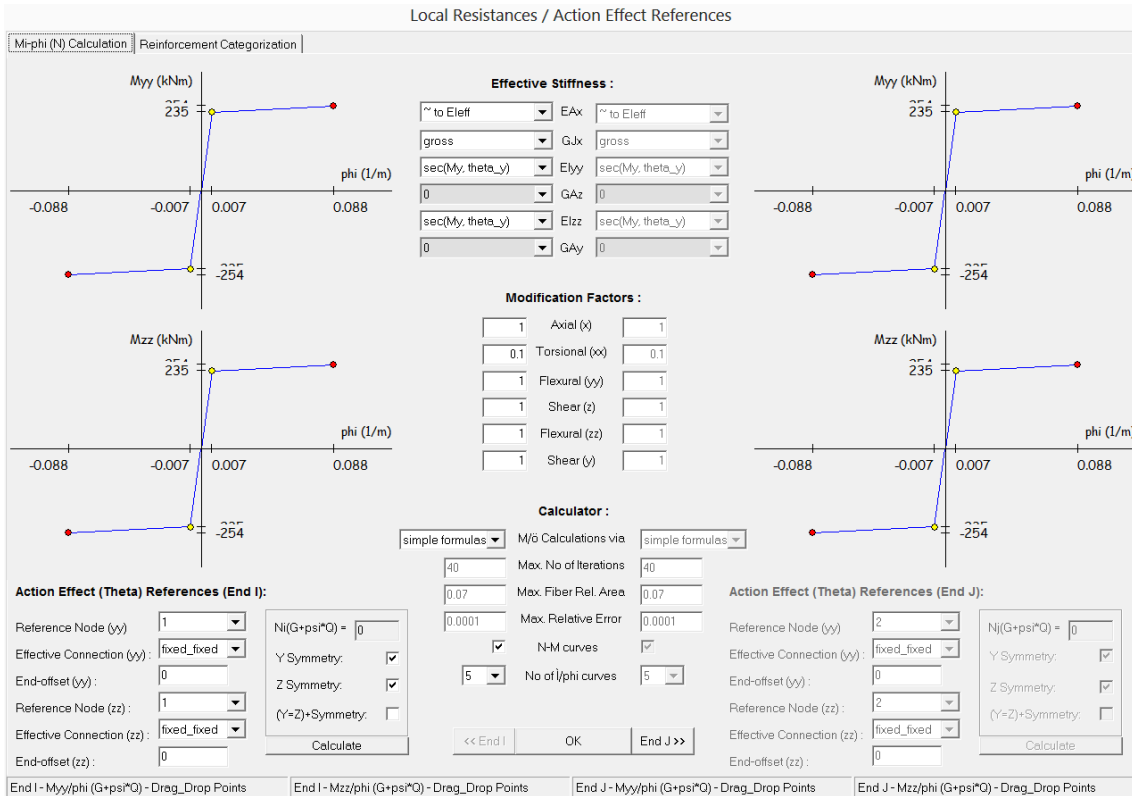 Local Resistances / Action Effect References
Mi-phi (N) Calculation Reinforcement Categorization
Myy (kNm)
254
235
phi (1/m)
-0.088 -0.007 0.007 0.088
-254
Mzz (kNm)
254
235
phi (1/m)
-0.088 -0.007 0.007 0.088
-254
Effective Stiffness :
~ to EIeff EAx ~ to EIeff
gross GJx gross
sec(My, theta_y) EIyy sec(My, theta_y)
0 GAz 0
sec(My, theta_y) EIzz sec(My, theta_y)
0 GAy 0
Modification Factors :
1 Axial (x) 1
0.1 Torsional (xx) 0.1
1 Flexural (yy) 1
1 Shear (z) 1
1 Flexural (zz) 1
1 Shear (y) 1
Calculator :
simple formulas M/ö Calculations via simple formulas
40 Max. No of Iterations 40
0.07 Max. Fiber Rel. Area 0.07
0.0001 Max. Relative Error 0.0001
N-M curves
5 No of Ì/phi curves 5
<< End I OK End J >>
Myy (kNm)
254
235
phi (1/m)
-0.088 -0.007 0.007 0.088
-254
Mzz (kNm)
254
235
phi (1/m)
-0.088 -0.007 0.007 0.088
-254
Action Effect (Theta) References (End I):
Reference Node (yy) 1
Effective Connection (yy) : fixed_fixed
End-offset (yy) : 0
Reference Node (zz) : 1
Effective Connection (zz) : fixed_fixed
End-offset (zz) : 0
Ni(G+psi*Q) = 0
Y Symmetry:
Z Symmetry:
(Y=Z)+Symmetry:
Calculate
Action Effect (Theta) References (End J):
Reference Node (yy) 2
Effective Connection (yy) : fixed_fixed
End-offset (yy) : 0
Reference Node (zz) : 2
Effective Connection (zz) : fixed_fixed
End-offset (zz) : 0
Nj(G+psi*Q) = 0
Y Symmetry:
Z Symmetry:
(Y=Z)+Symmetry:
Calculate
End I - Myy/phi (G+psi*Q) - Drag_Drop Points End I - Mzz/phi (G+psi*Q) - Drag_Drop Points End J - Myy/phi (G+psi*Q) - Drag_Drop Points End J - Mzz/phi (G+psi*Q) - Drag_Drop Points